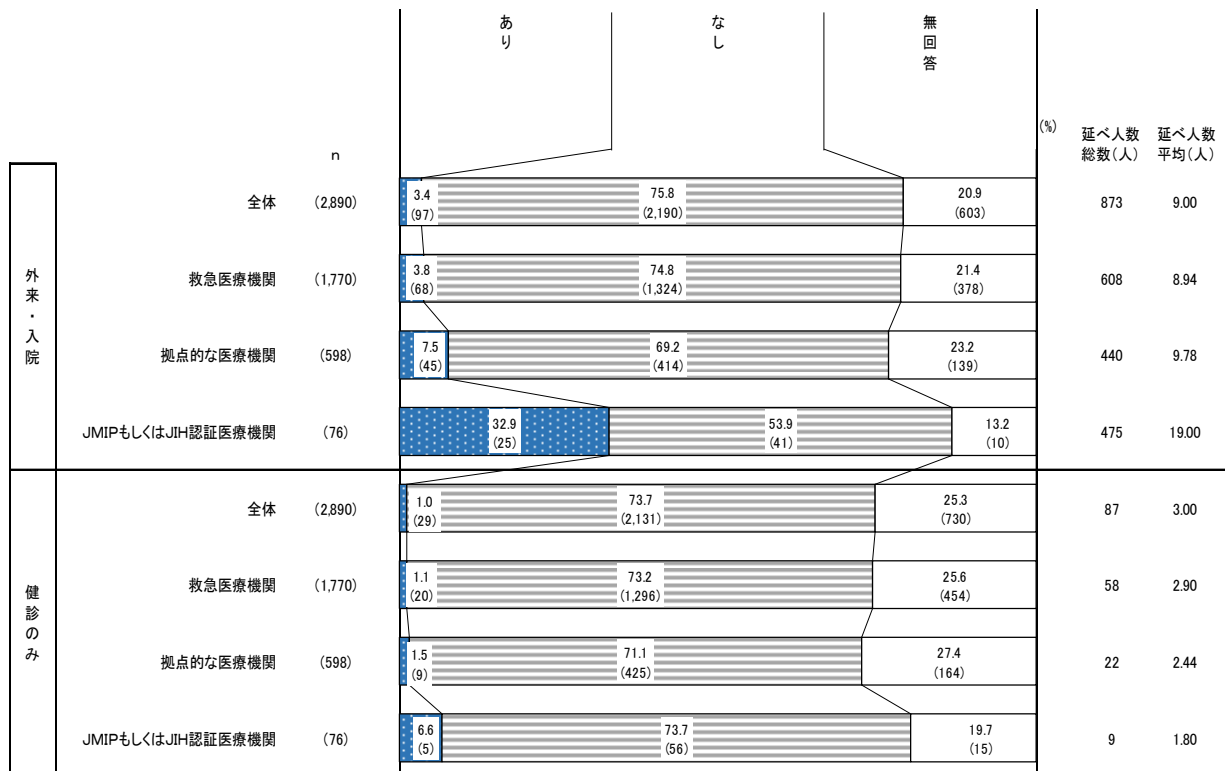 あり
なし
無回答
(%)
延べ人数
総数(人)
延べ人数
平均(人)
n
外来・入院
全体 (2,890) 3.4 (97) 75.8 (2,190) 20.9 (603) 873 9.00
救急医療機関 (1,770) 3.8 (68) 74.8 (1,324) 21.4 (378) 608 8.94
拠点的な医療機関 (598) 7.5 (45) 69.2 (414) 23.2 (139) 440 9.78
JMIPもしくはJIH認証医療機関 (76) 32.9 (25) 53.9 (41) 13.2 (10) 475 19.00
健診のみ
全体 (2,890) 1.0 (29) 73.7 (2,131) 25.3 (730) 87 3.00
救急医療機関 (1,770) 1.1 (20) 73.2 (1,296) 25.6 (454) 58 2.90
拠点的な医療機関 (598) 1.5 (9) 71.1 (425) 27.4 (164) 22 2.44
JMIPもしくはJIH認証医療機関 (76) 6.6 (5) 73.7 (56) 19.7 (15) 9 1.80